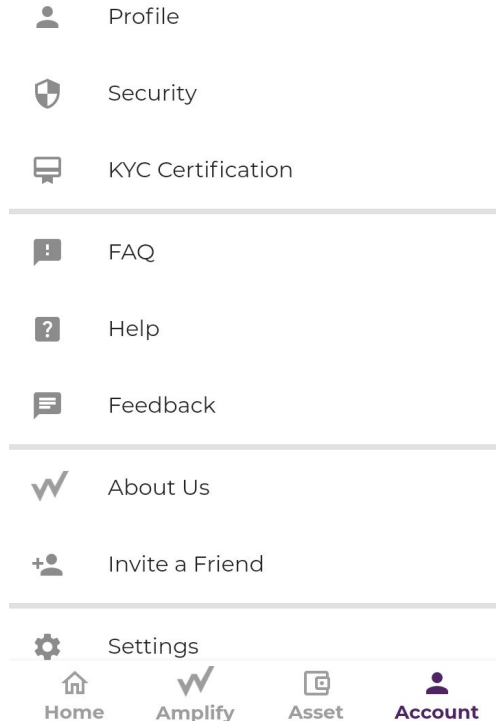 Profile
Security
KYC Certification
FAQ
Help
Feedback
About Us
Invite a Friend
Settings
Home
Amplify
Asset
Account